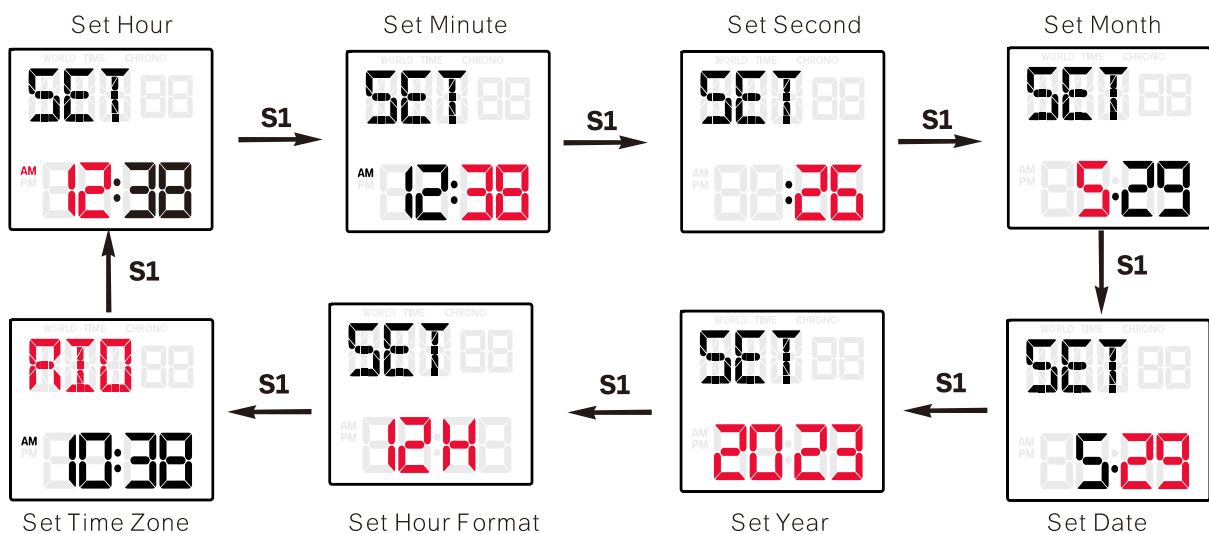 Set Hour
Set Minute
Set Second
Set Month
WORLD TIME CHRONO
SET
AM
PM
12:38
S1
WORLD TIME CHRONO
SET
AM
PM
12:38
S1
WORLD TIME CHRONO
SET
AM
PM
:26
S1
WORLD TIME CHRONO
SET
AM
PM
5.29
S1
S1
WORLD TIME CHRONO
RIO
AM
PM
10:38
S1
WORLD TIME CHRONO
SET
AM
PM
12H
S1
WORLD TIME CHRONO
SET
AM
PM
2023
S1
WORLD TIME CHRONO
SET
AM
PM
5.29
Set Time Zone
Set Hour Format
Set Year
Set Date